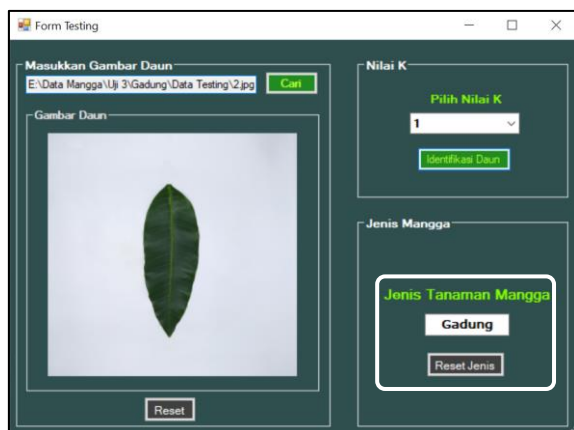 Form Testing
Masukkan Gambar Daun
E:\Data Mangga\Uji 3\Gadung\Data Testing\2.jpg
Cari
Gambar Daun
Reset
Nilai K
Pilih Nilai K
1
Identifikasi Daun
Jenis Mangga
Jenis Tanaman Mangga
Gadung
Reset Jenis